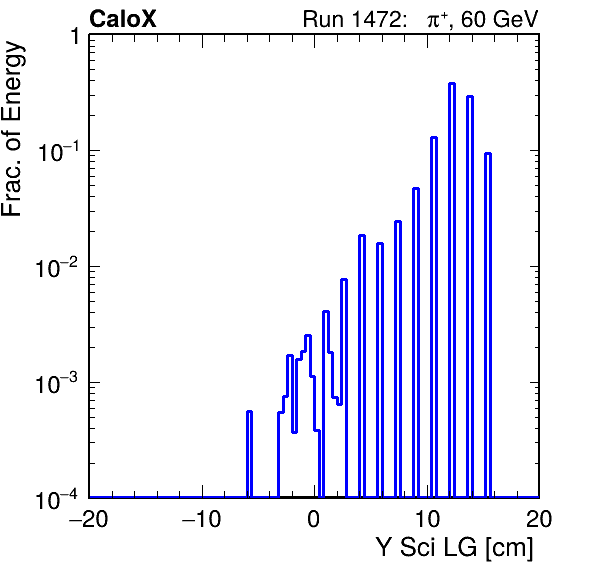 CaloX Run 1472: π⁺, 60 GeV
Frac. of Energy
1
10⁻¹
10⁻²
10⁻³
10⁻⁴
−20 −10 0 10 20
Y Sci LG [cm]